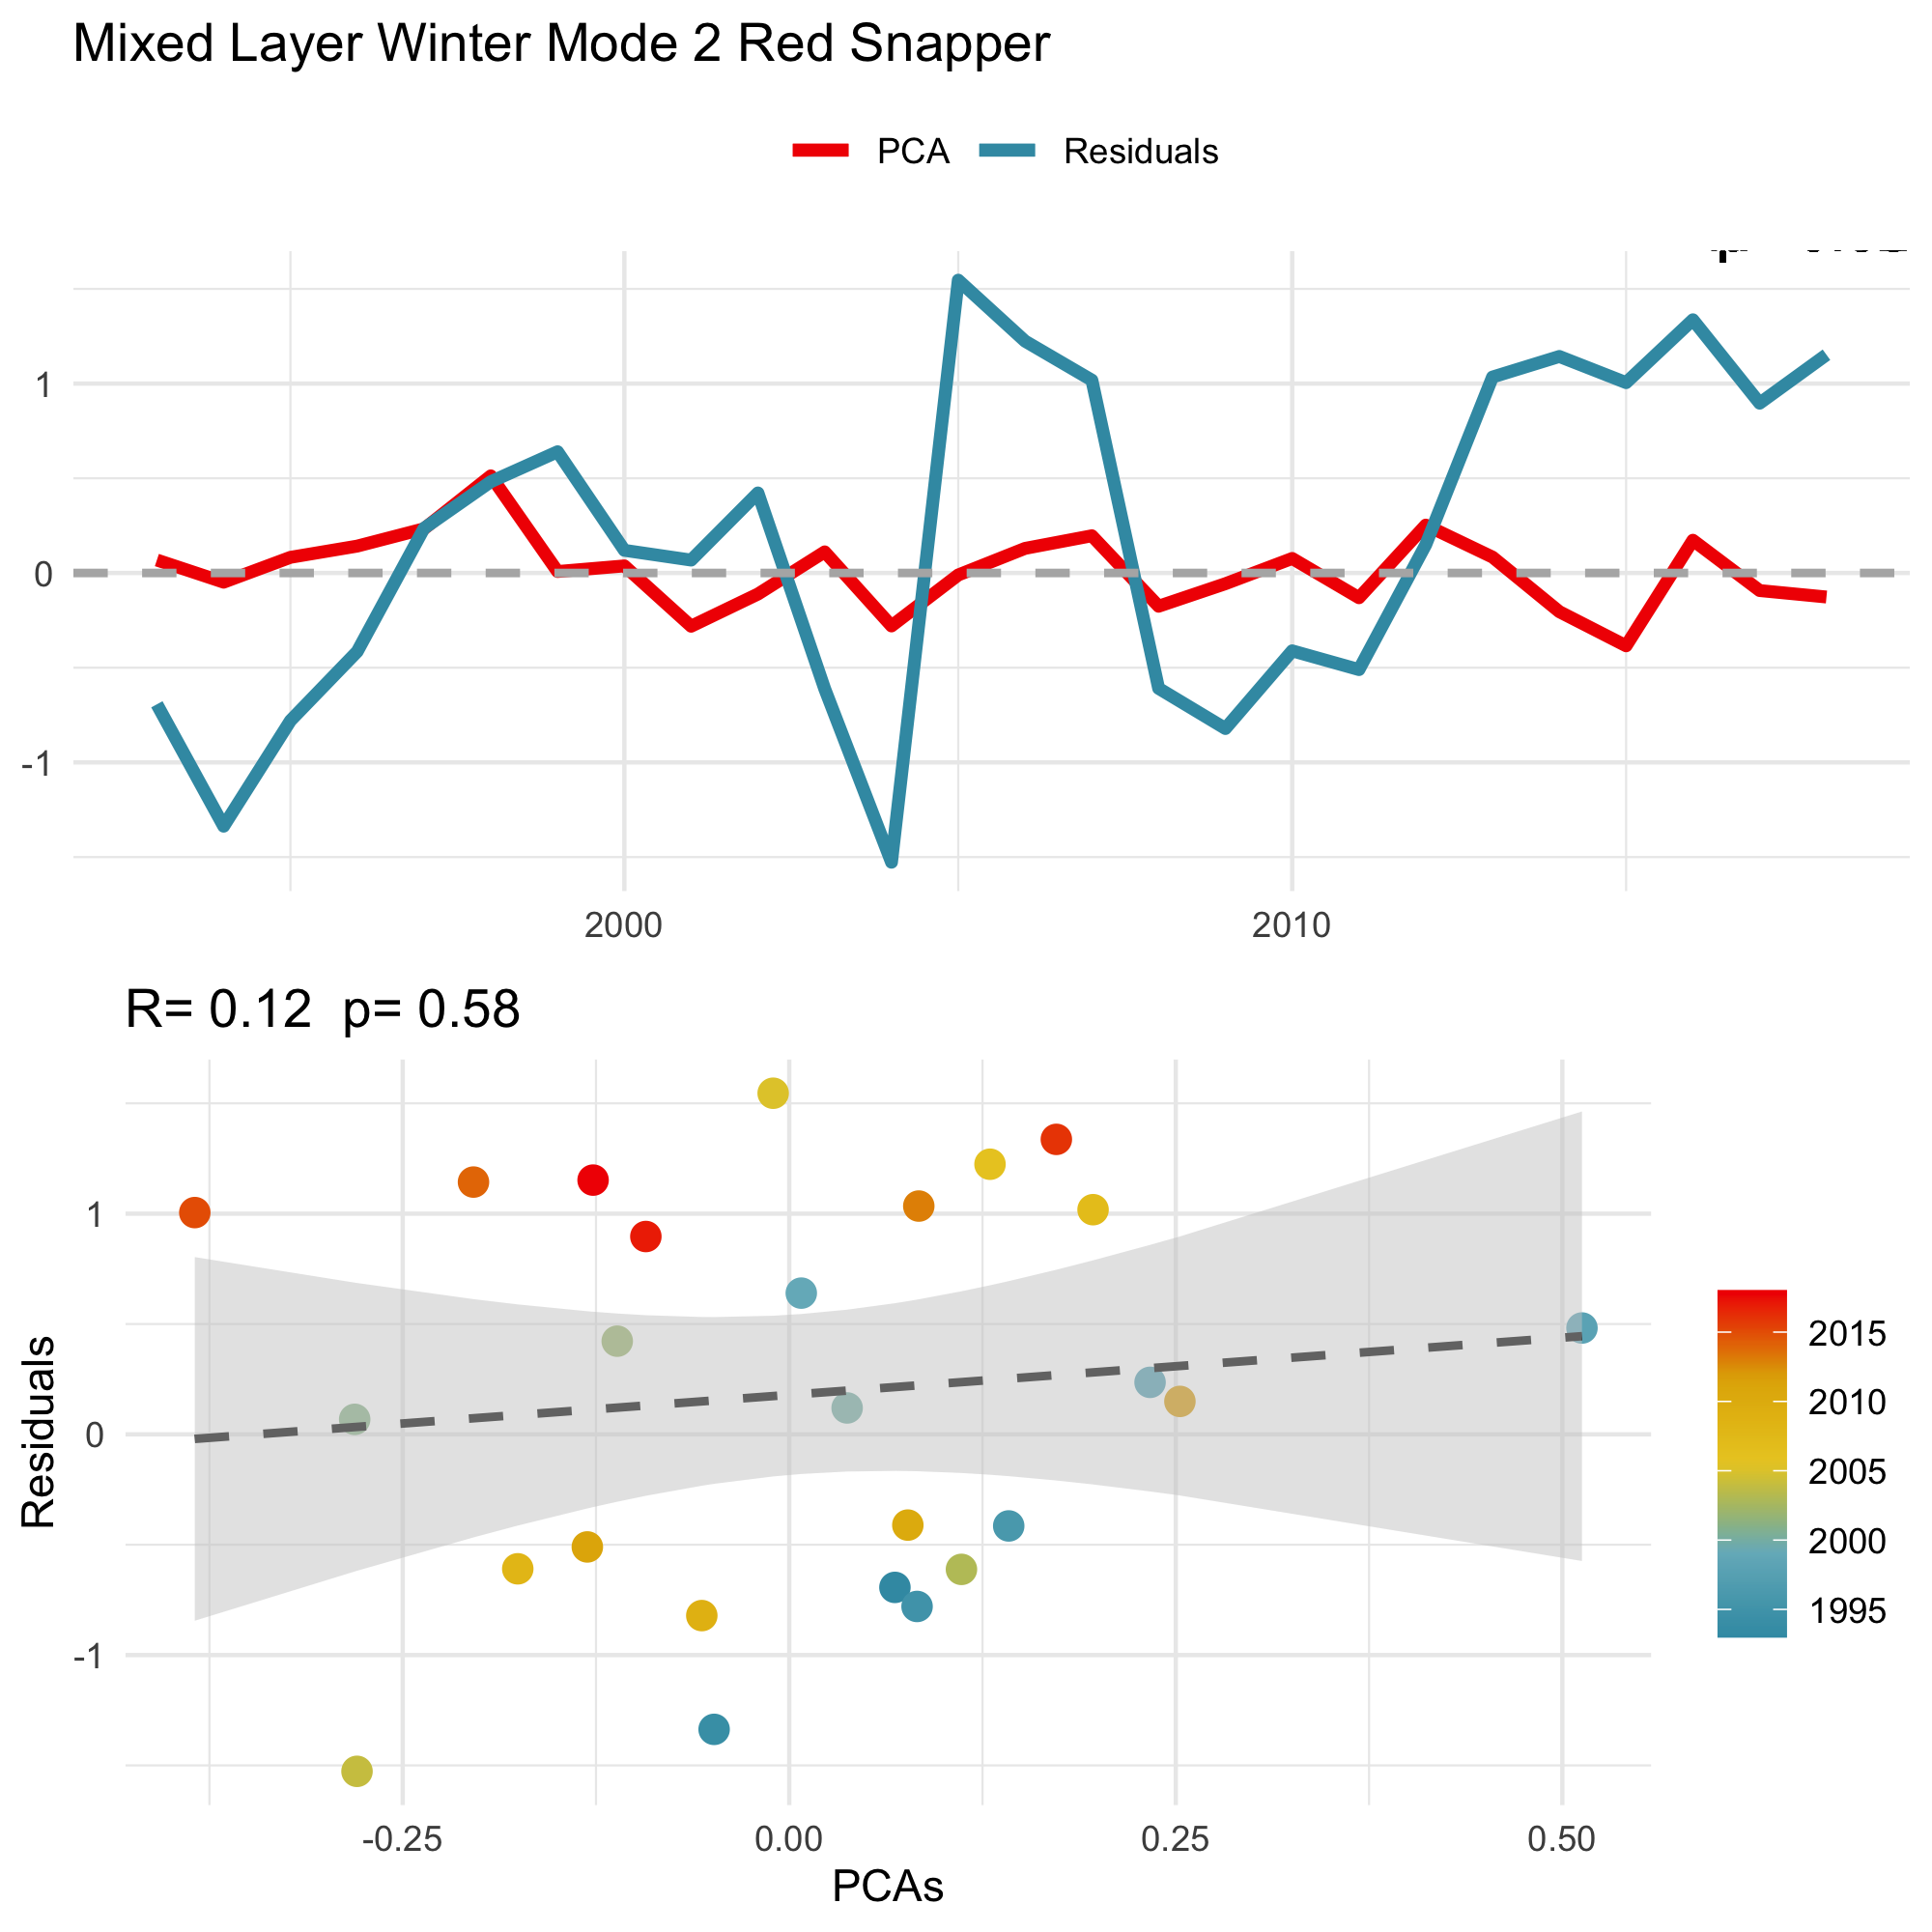 Mixed Layer Winter Mode 2 Red Snapper
PCA Residuals
1
0
-1
2000 2010
R= 0.12 p= 0.58
Residuals
1
0
-1
-0.25 0.00 0.25 0.50
PCAs
2015
2010
2005
2000
1995